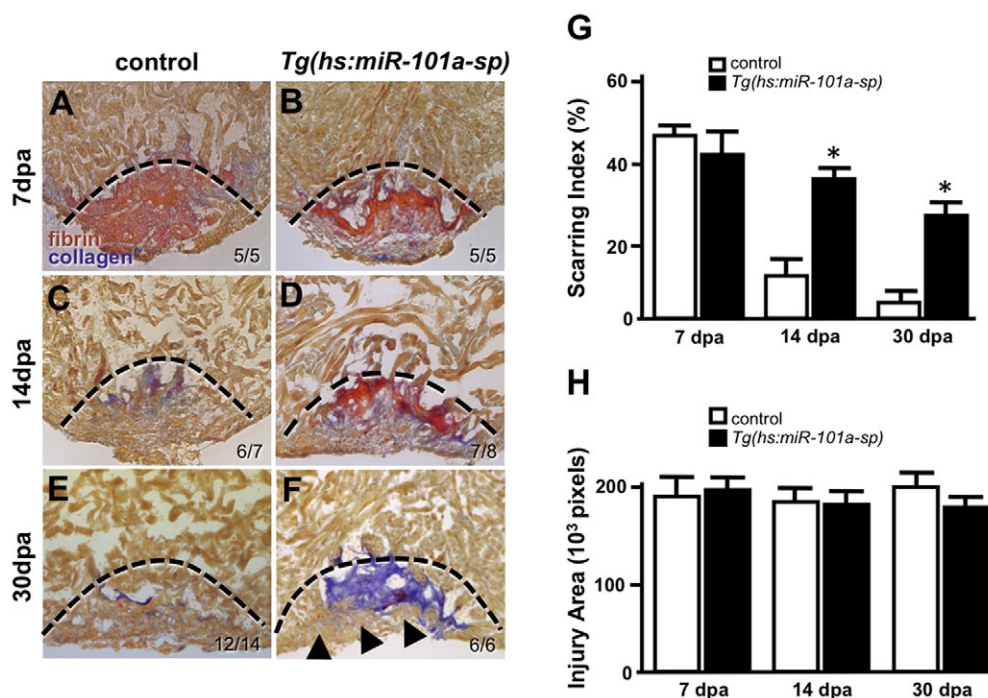 control
Tg(hs:miR-101a-sp)
7dpa
A
fibrin
collagen
5/5
B
5/5
14dpa
C
6/7
D
7/8
30dpa
E
12/14
F
6/6
G
control
Tg(hs:miR-101a-sp)
Scarring Index (%)
60
40
20
0
*
*
7 dpa
14 dpa
30 dpa
H
control
Tg(hs:miR-101a-sp)
Injury Area (10³ pixels)
200
100
0
7 dpa
14 dpa
30 dpa